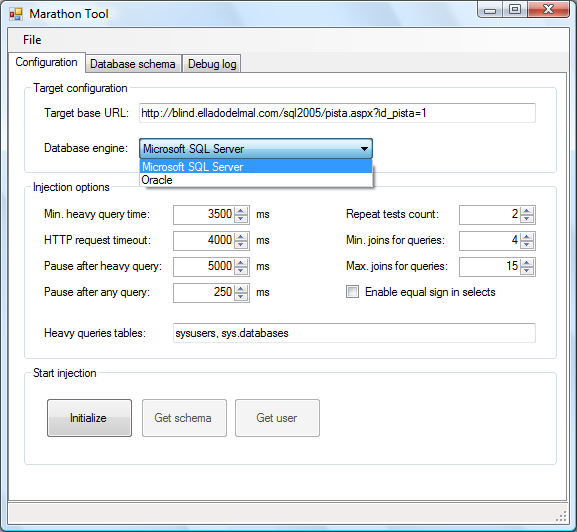 Marathon Tool
File
Configuration Database schema Debug log
Target configuration
Target base URL: http://blind.elladodelmal.com/sql2005/pista.aspx?id_pista=1
Database engine: Microsoft SQL Server
Microsoft SQL Server
Oracle
Injection options
Min. heavy query time: 3500 ms Repeat tests count: 2
HTTP request timeout: 4000 ms Min. joins for queries: 4
Pause after heavy query: 5000 ms Max. joins for queries: 15
Pause after any query: 250 ms Enable equal sign in selects
Heavy queries tables: sysusers, sys.databases
Start injection
Initialize Get schema Get user